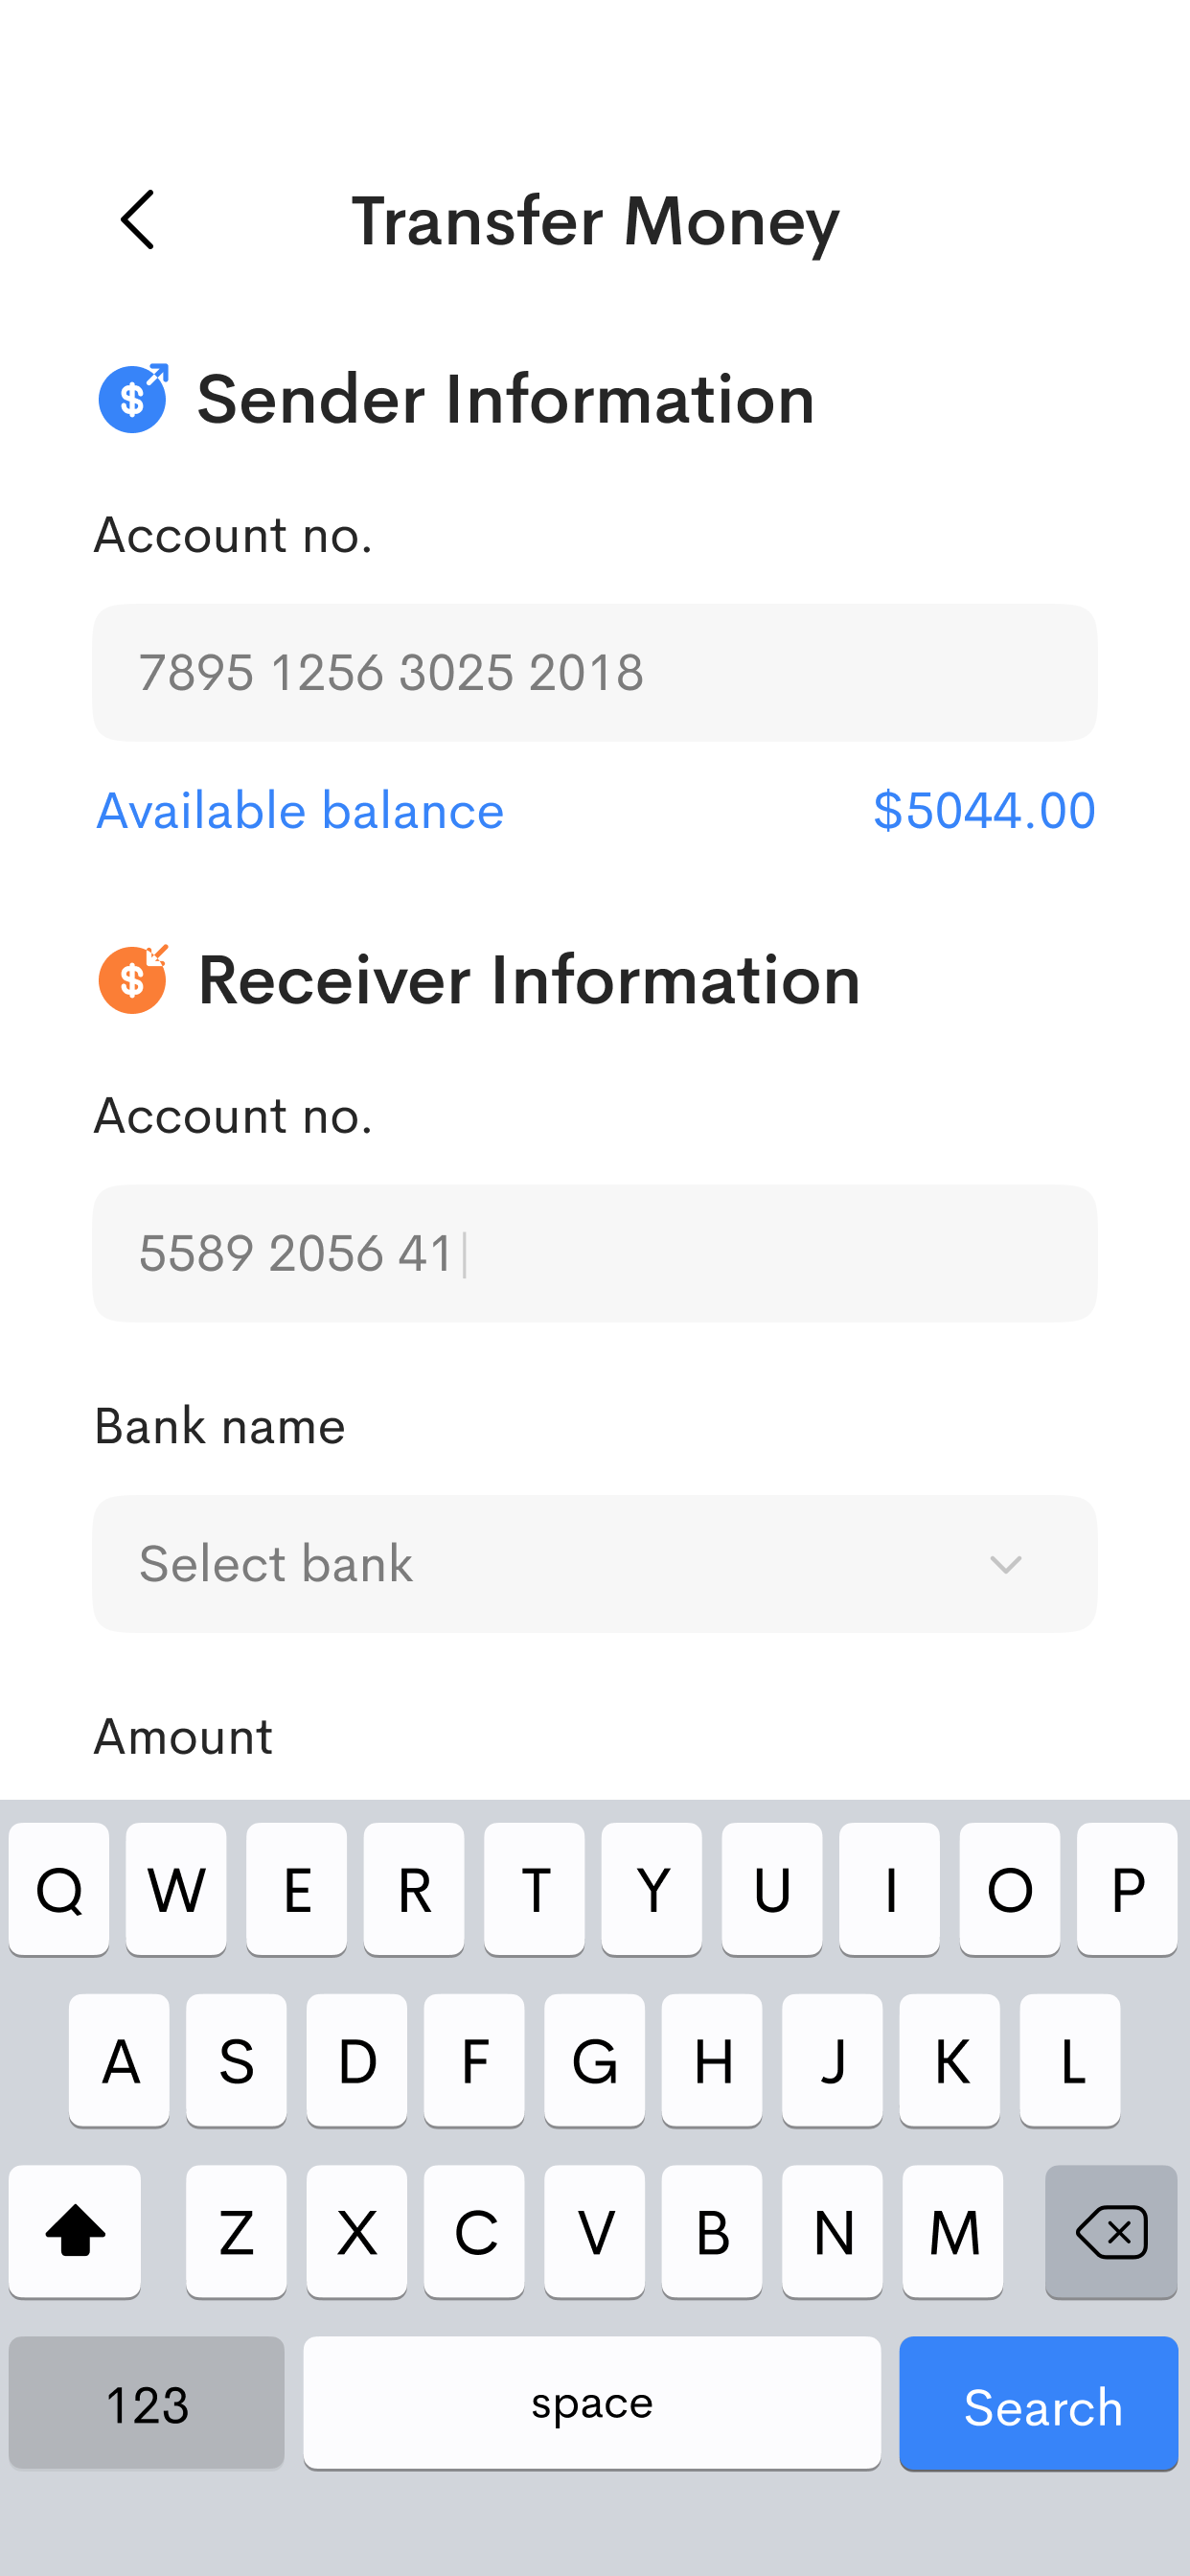 Transfer Money
$ Sender Information
Account no.
7895 1256 3025 2018
Available balance $5044.00
$ Receiver Information
Account no.
5589 2056 41
Bank name
Select bank
Amount
Q W E R T Y U I O P
A S D F G H J K L
Z X C V B N M
123 space Search